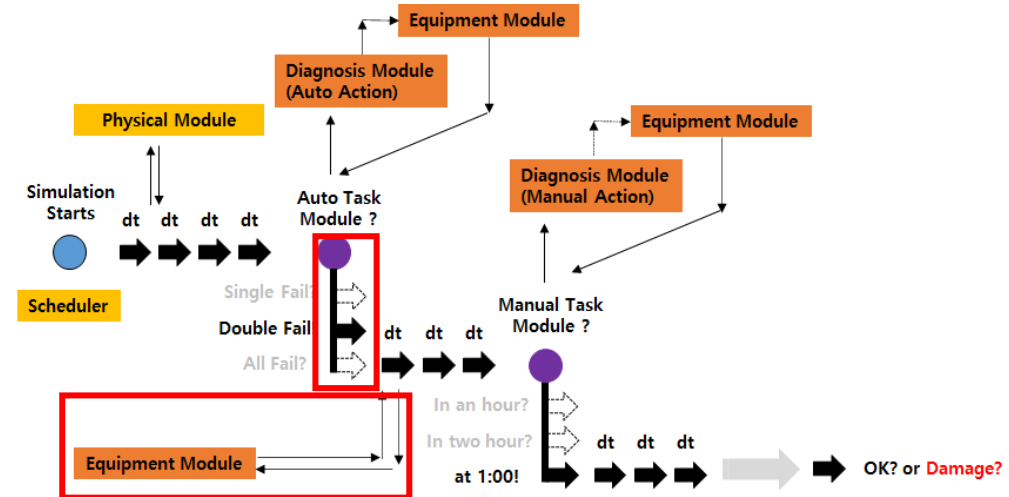 Equipment Module
Diagnosis Module
(Auto Action)
Physical Module
Equipment Module
Diagnosis Module
(Manual Action)
Simulation
Starts
dt
dt
dt
dt
Auto Task
Module ?
Scheduler
Single Fail?
Double Fail
All Fail?
dt
dt
dt
Manual Task
Module ?
Equipment Module
In an hour?
In two hour?
at 1:00!
dt
dt
dt
OK? or Damage?